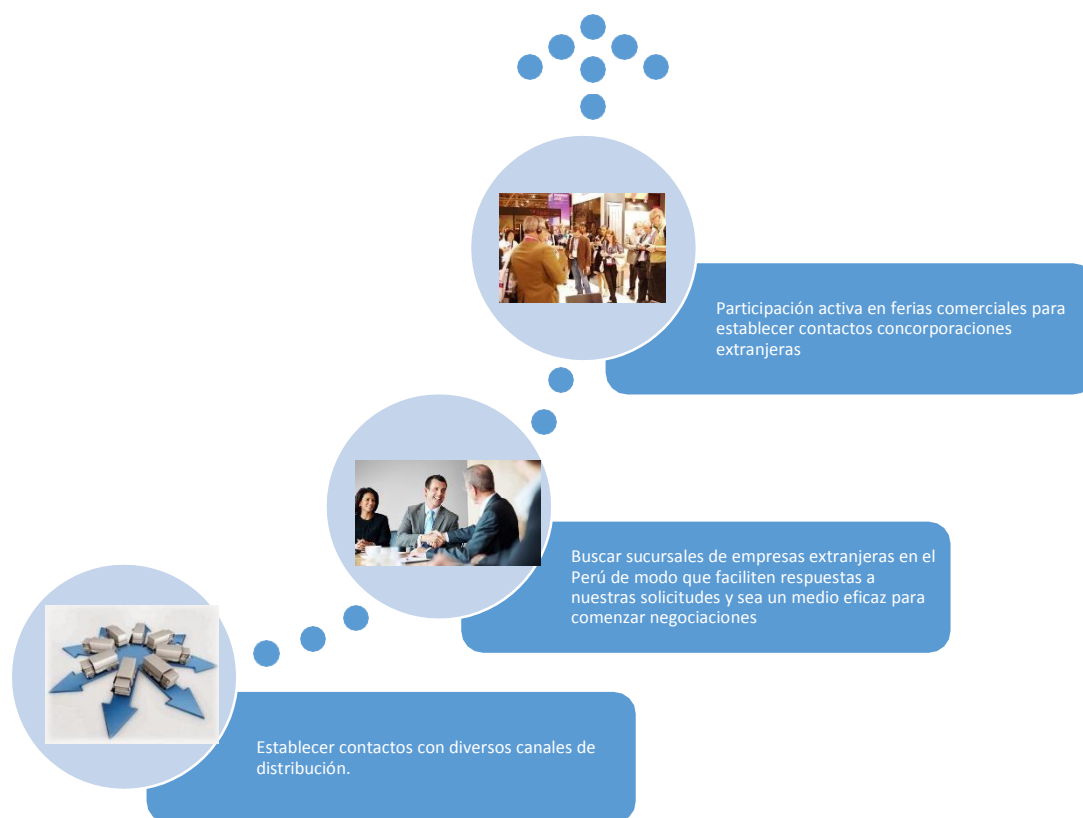 Participación activa en ferias comerciales para
establecer contactos concorporaciones
extranjeras
Buscar sucursales de empresas extranjeras en el
Perú de modo que faciliten respuestas a
nuestras solicitudes y sea un medio eficaz para
comenzar negociaciones
Establecer contactos con diversos canales de
distribución.